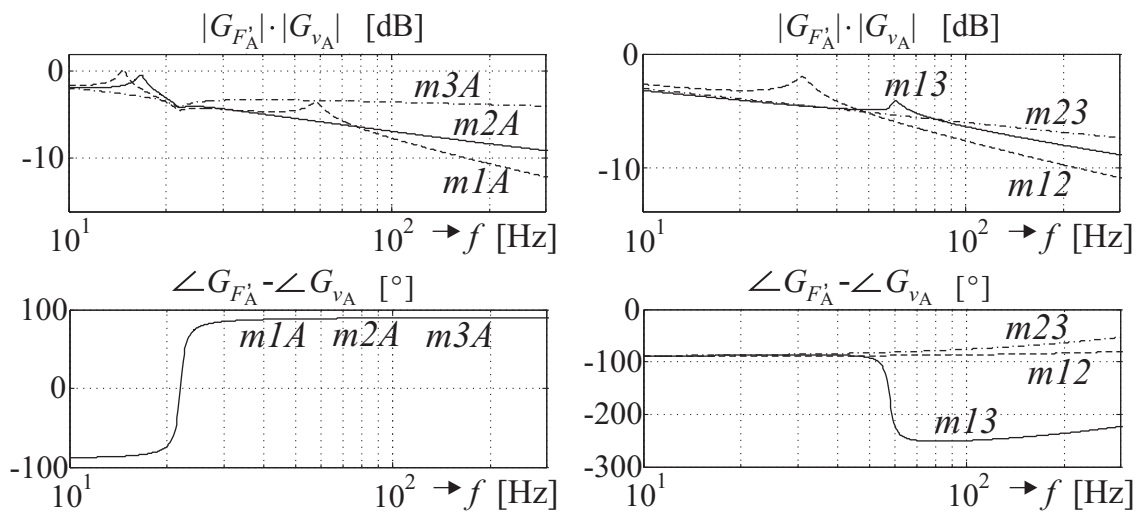 |G_{F'_A}|·|G_{v_A}| [dB]
0
-10
m3A
m2A
m1A
10^1
10^2
→ f [Hz]
|G_{F'_A}|·|G_{v_A}| [dB]
0
-5
-10
m13
m23
m12
10^1
10^2
→ f [Hz]
∠G_{F'_A}-∠G_{v_A} [°]
100
0
-100
m1A m2A m3A
10^1
10^2
→ f [Hz]
∠G_{F'_A}-∠G_{v_A} [°]
0
-100
-200
-300
m23
m12
m13
10^1
10^2
→ f [Hz]